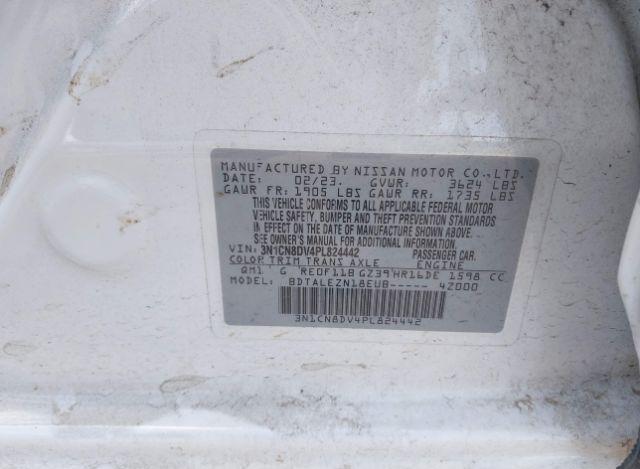 MANUFACTURED BY NISSAN MOTOR CO., LTD.
DATE: 02/23. GVWR: 3624 LBS
GAWR FR: 1905 LBS GAWR RR: 1735 LBS
THIS VEHICLE CONFORMS TO ALL APPLICABLE FEDERAL MOTOR
VEHICLE SAFETY, BUMPER AND THEFT PREVENTION STANDARDS
IN EFFECT ON THE DATE OF MANUFACTURE SHOWN ABOVE.
SEE OWNER'S MANUAL FOR ADDITIONAL INFORMATION
VIN: 3N1CN8DV4PL824442 PASSENGER CAR.
COLOR TRIM TRANS AXLE ENGINE
QM1 G RE0F11B GZ39 HR16DE 1598 CC
MODEL: BDTALEZN18EUB----- 4Z000
3N1CN8DV4PL824442